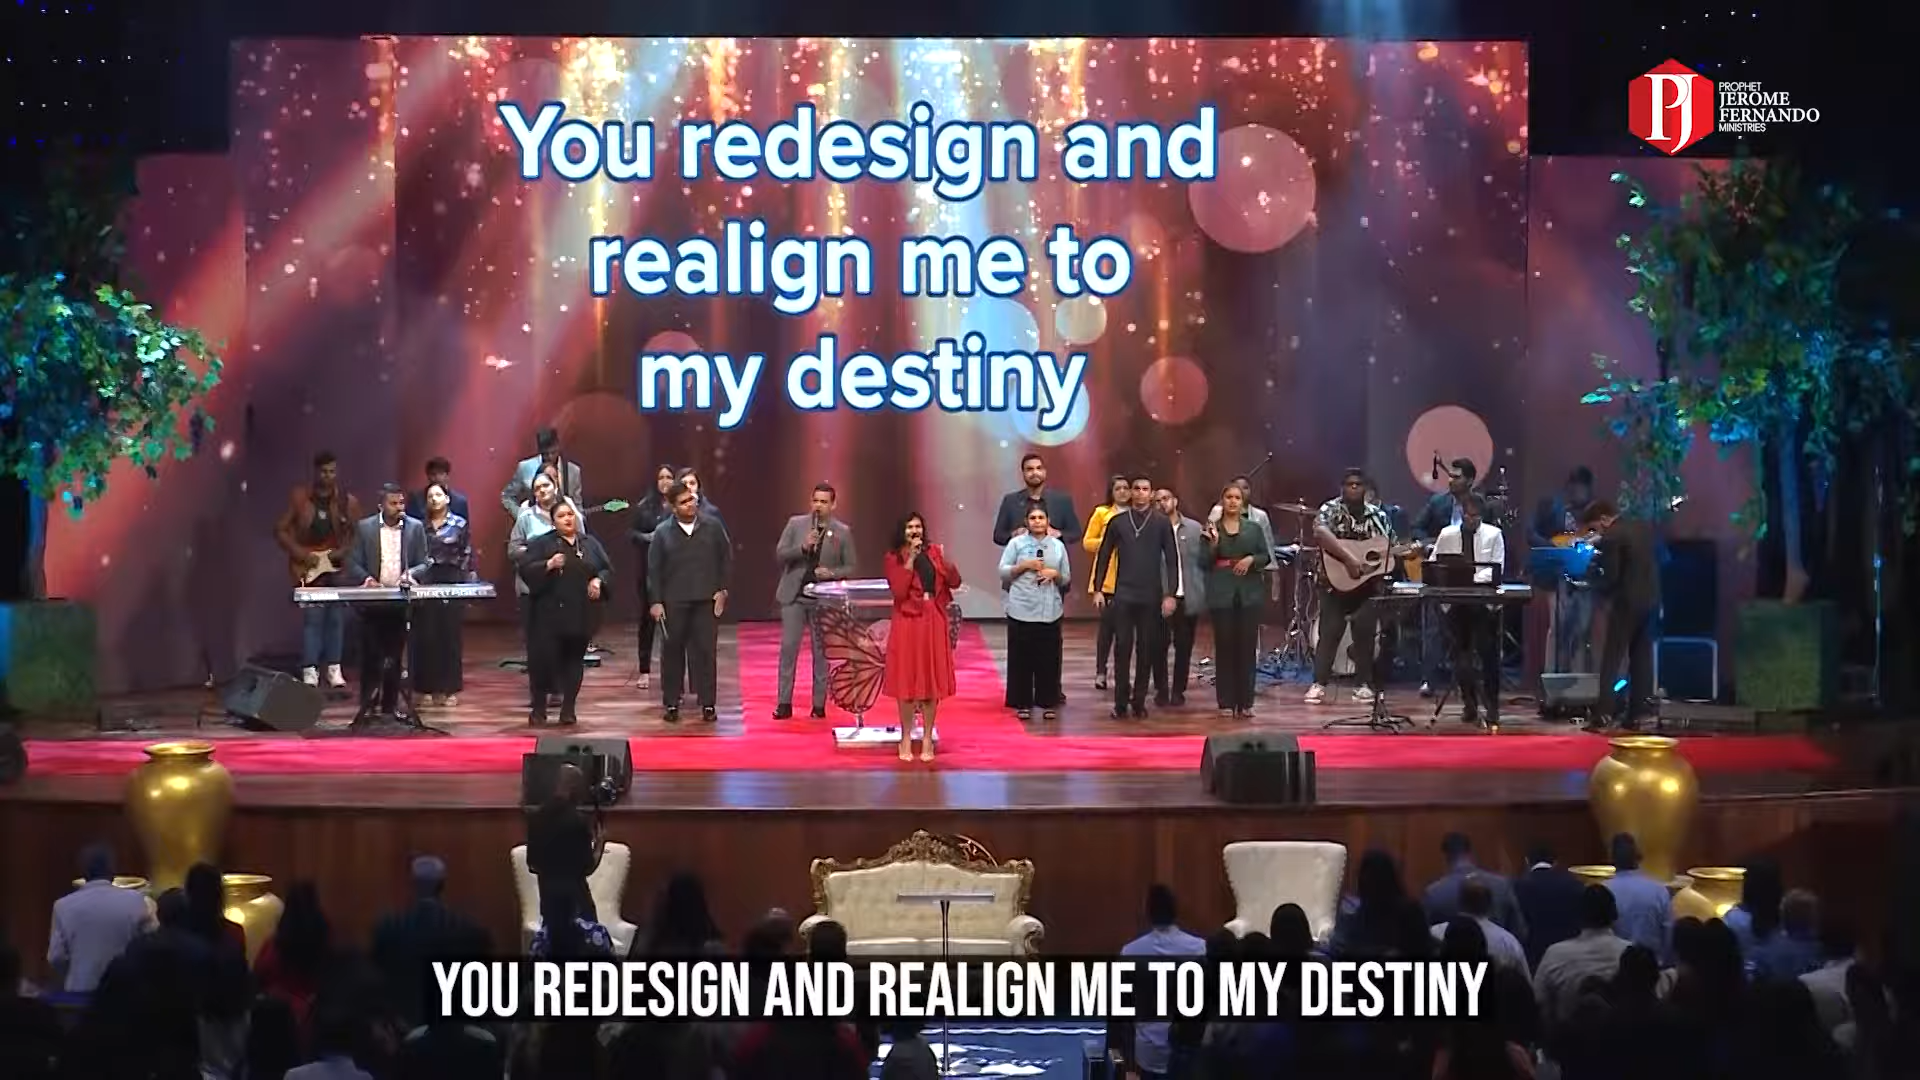 You redesign and
realign me to
my destiny
PJ
PROPHET
JEROME
FERNANDO
MINISTRIES
YOU REDESIGN AND REALIGN ME TO MY DESTINY